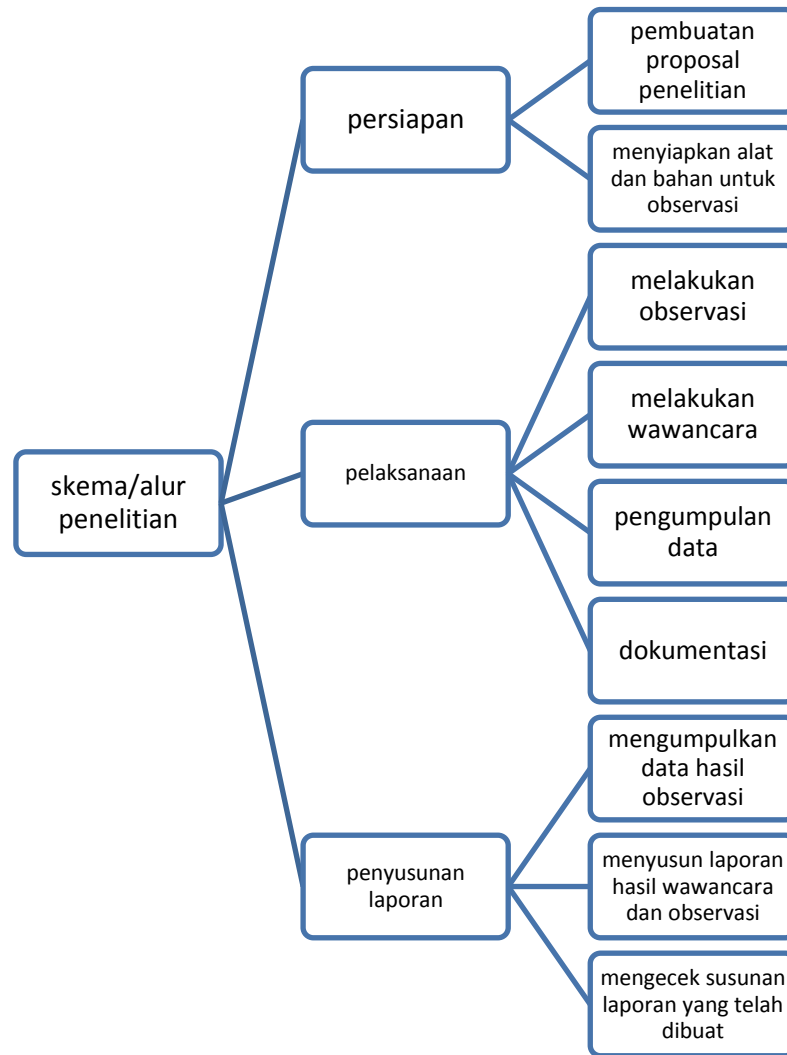 skema/alur
penelitian
persiapan
pembuatan
proposal
penelitian
menyiapkan alat
dan bahan untuk
observasi
pelaksanaan
melakukan
observasi
melakukan
wawancara
pengumpulan
data
dokumentasi
penyusunan
laporan
mengumpulkan
data hasil
observasi
menyusun laporan
hasil wawancara
dan observasi
mengecek susunan
laporan yang telah
dibuat